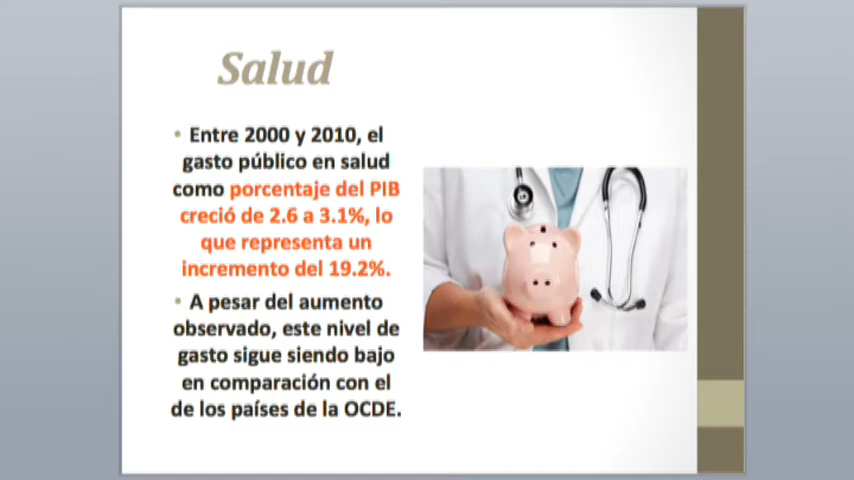 Salud
• Entre 2000 y 2010, el
gasto público en salud
como porcentaje del PIB
creció de 2.6 a 3.1%, lo
que representa un
incremento del 19.2%.
• A pesar del aumento
observado, este nivel de
gasto sigue siendo bajo
en comparación con el
de los países de la OCDE.